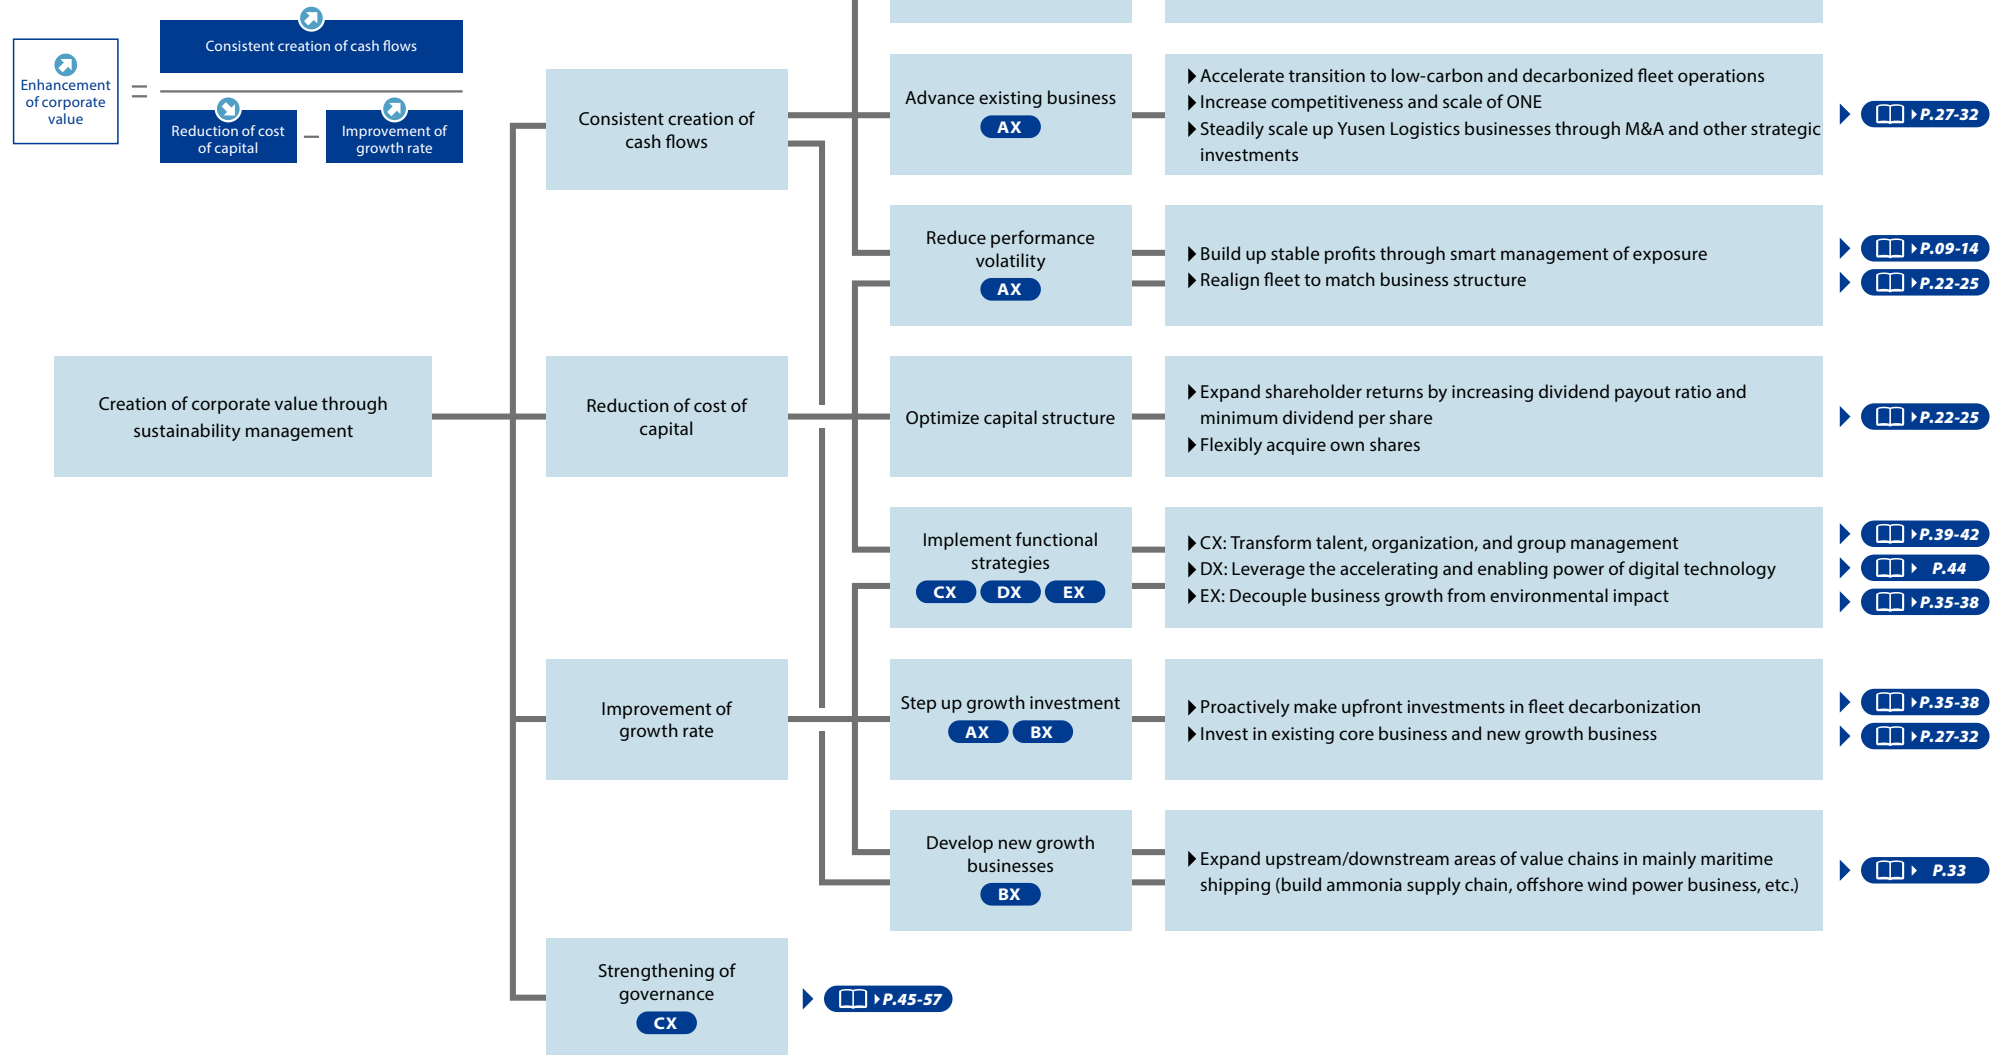 Enhancement
of corporate
value
=
Consistent creation of cash flows
Reduction of cost
of capital
–
Improvement of
growth rate
Creation of corporate value through
sustainability management
Consistent creation of
cash flows
Advance existing business
AX
Accelerate transition to low-carbon and decarbonized fleet operations
Increase competitiveness and scale of ONE
Steadily scale up Yusen Logistics businesses through M&A and other strategic
investments
P.27-32
Reduce performance
volatility
AX
Build up stable profits through smart management of exposure
Realign fleet to match business structure
P.09-14
P.22-25
Reduction of cost of
capital
Optimize capital structure
Expand shareholder returns by increasing dividend payout ratio and
minimum dividend per share
Flexibly acquire own shares
P.22-25
Implement functional
strategies
CX DX EX
CX: Transform talent, organization, and group management
DX: Leverage the accelerating and enabling power of digital technology
EX: Decouple business growth from environmental impact
P.39-42
P.44
P.35-38
Improvement of
growth rate
Step up growth investment
AX BX
Proactively make upfront investments in fleet decarbonization
Invest in existing core business and new growth business
P.35-38
P.27-32
Develop new growth
businesses
BX
Expand upstream/downstream areas of value chains in mainly maritime
shipping (build ammonia supply chain, offshore wind power business, etc.)
P.33
Strengthening of
governance
CX
P.45-57